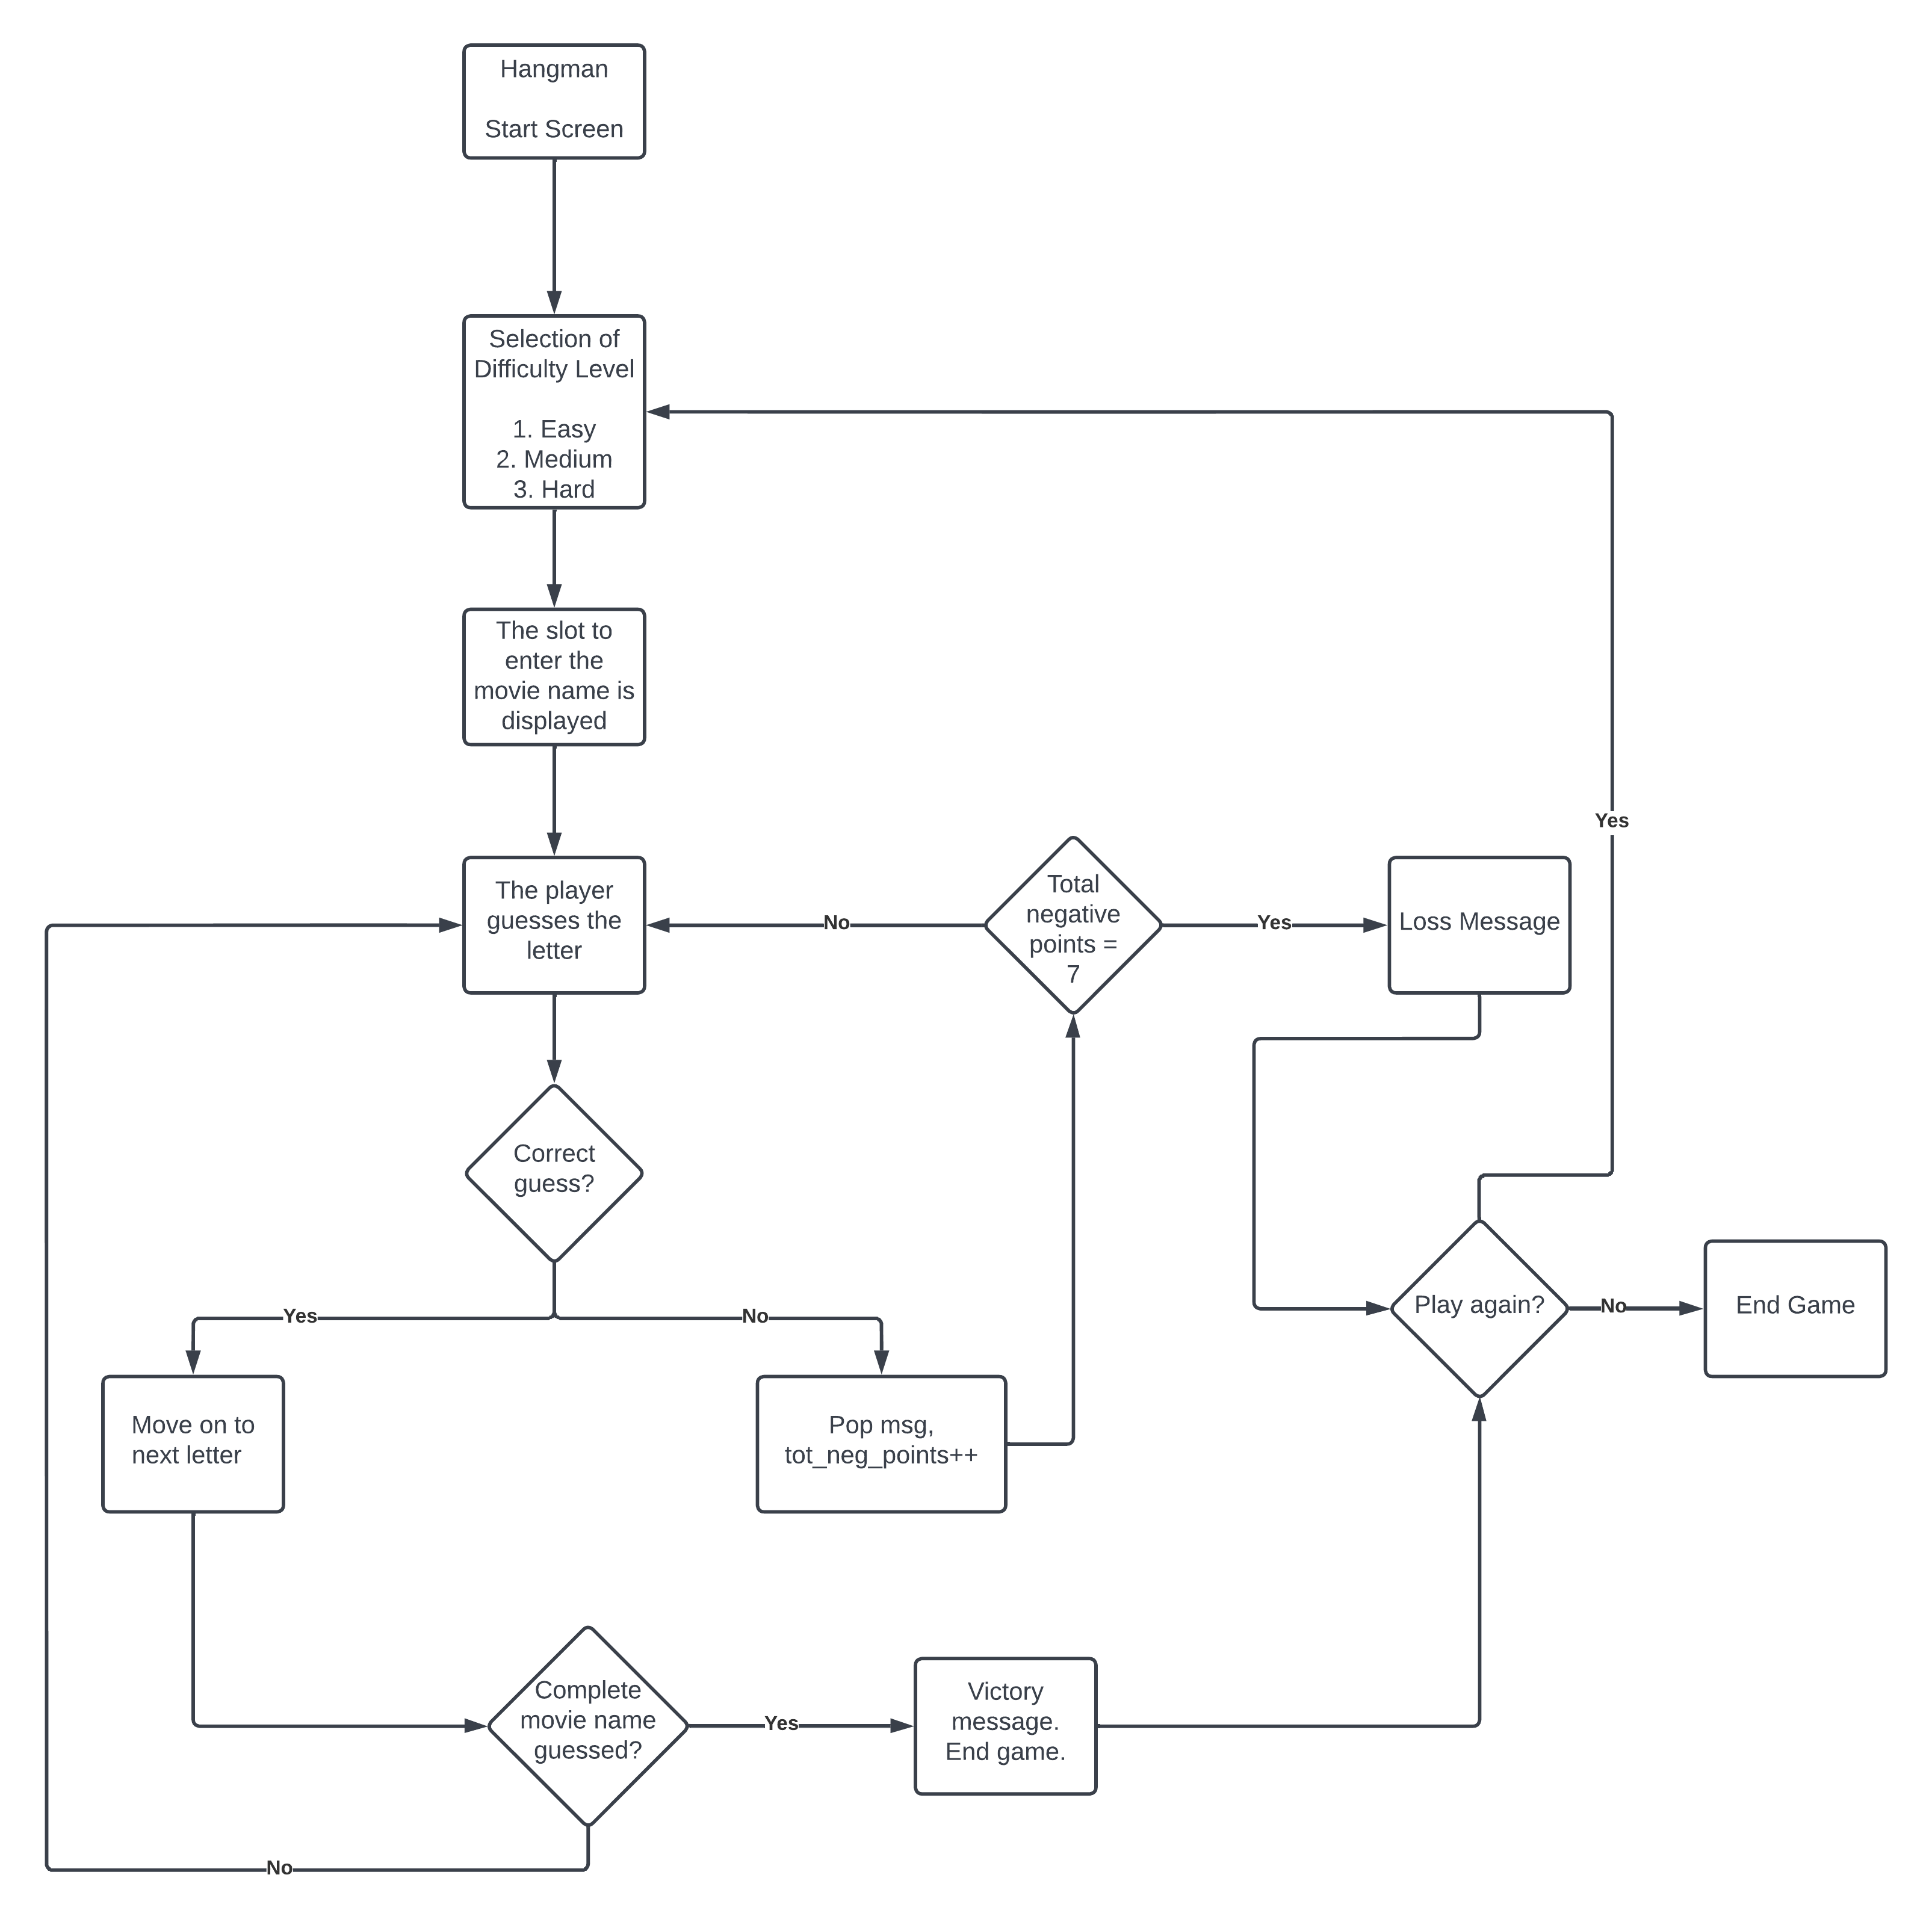 Hangman
Start Screen
Selection of
Difficulty Level
1. Easy
2. Medium
3. Hard
The slot to
enter the
movie name is
displayed
Yes
The player
guesses the
letter
No
Total
negative
points =
7
Yes
Loss Message
Correct
guess?
Yes
No
Play again?
No
End Game
Move on to
next letter
Pop msg,
tot_neg_points++
Complete
movie name
guessed?
Yes
Victory
message.
End game.
No